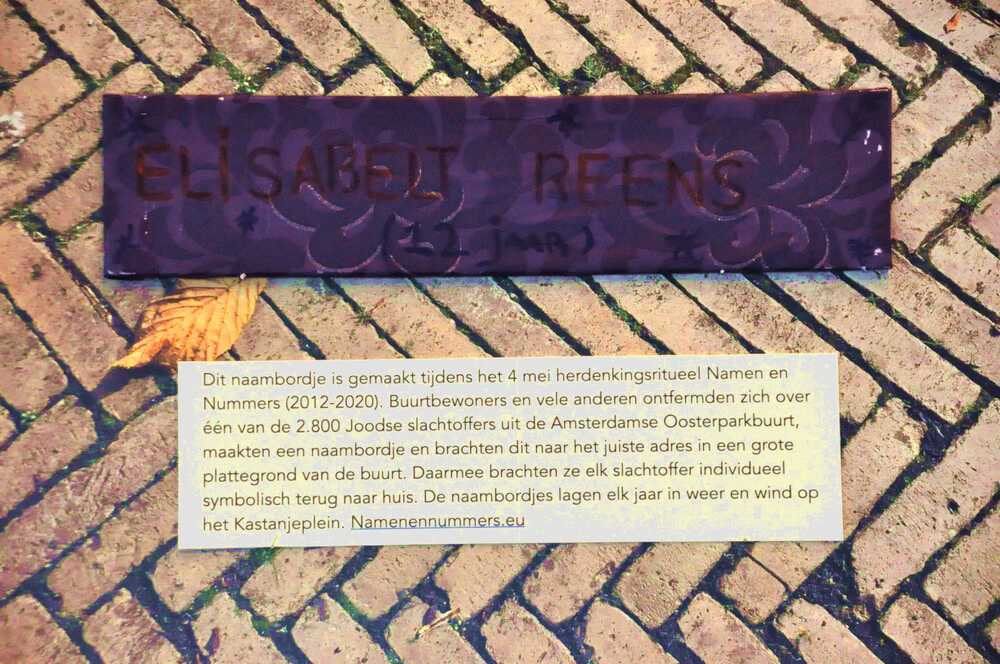 ELiSABELT REENS
(12 jaar)
Dit naambordje is gemaakt tijdens het 4 mei herdenkingsritueel Namen en
Nummers (2012-2020). Buurtbewoners en vele anderen ontfermden zich over
één van de 2.800 Joodse slachtoffers uit de Amsterdamse Oosterparkbuurt,
maakten een naambordje en brachten dit naar het juiste adres in een grote
plattegrond van de buurt. Daarmee brachten ze elk slachtoffer individueel
symbolisch terug naar huis. De naambordjes lagen elk jaar in weer en wind op
het Kastanjeplein. Namenennummers.eu